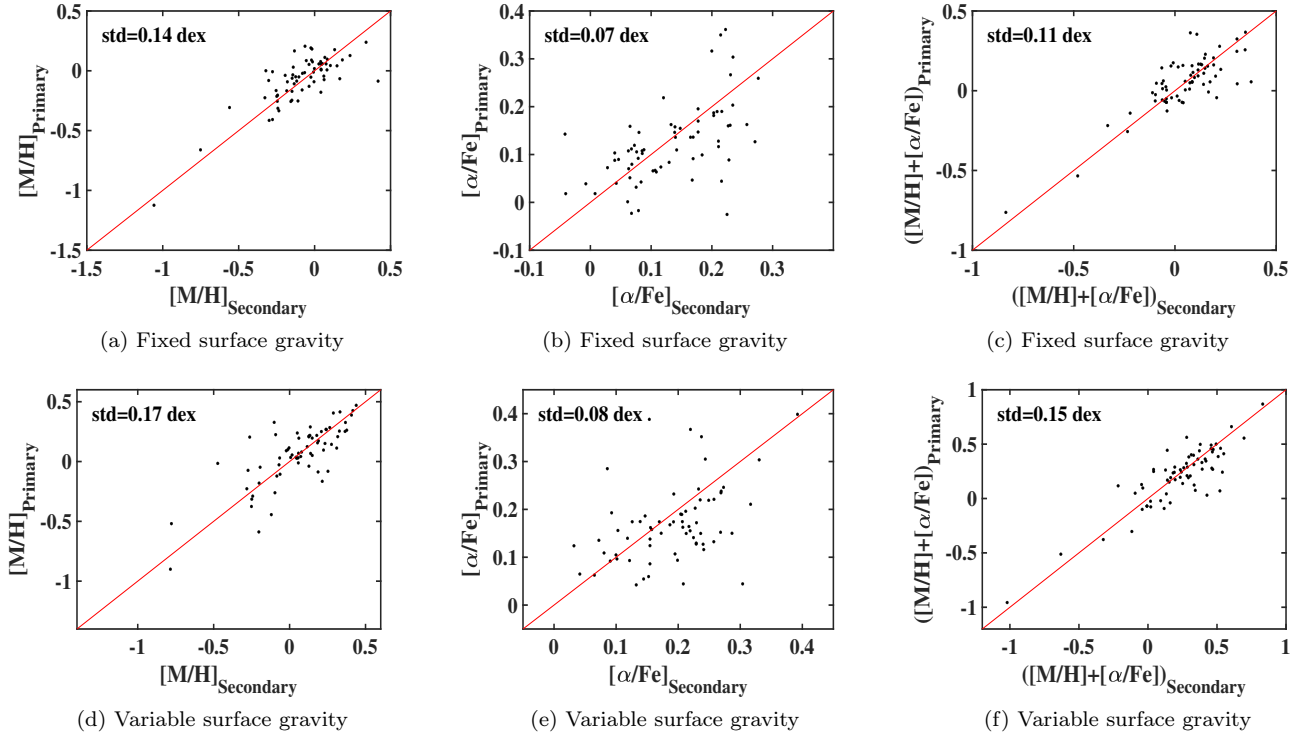 std=0.14 dex
0.5
0
-0.5
-1
-1.5
-1.5
-1
-0.5
0
0.5
[M/H]Primary
[M/H]Secondary
(a) Fixed surface gravity
std=0.07 dex
0.4
0.3
0.2
0.1
0
-0.1
-0.1
0
0.1
0.2
0.3
[α/Fe]Primary
[α/Fe]Secondary
(b) Fixed surface gravity
std=0.11 dex
0.5
0
-0.5
-1
-1
-0.5
0
0.5
([M/H]+[α/Fe])Primary
([M/H]+[α/Fe])Secondary
(c) Fixed surface gravity
std=0.17 dex
0.5
0
-0.5
-1
-1
-0.5
0
0.5
[M/H]Primary
[M/H]Secondary
(d) Variable surface gravity
std=0.08 dex
0.4
0.3
0.2
0.1
0
0
0.1
0.2
0.3
0.4
[α/Fe]Primary
[α/Fe]Secondary
(e) Variable surface gravity
std=0.15 dex
1
0.5
0
-0.5
-1
-1
-0.5
0
0.5
1
([M/H]+[α/Fe])Primary
([M/H]+[α/Fe])Secondary
(f) Variable surface gravity